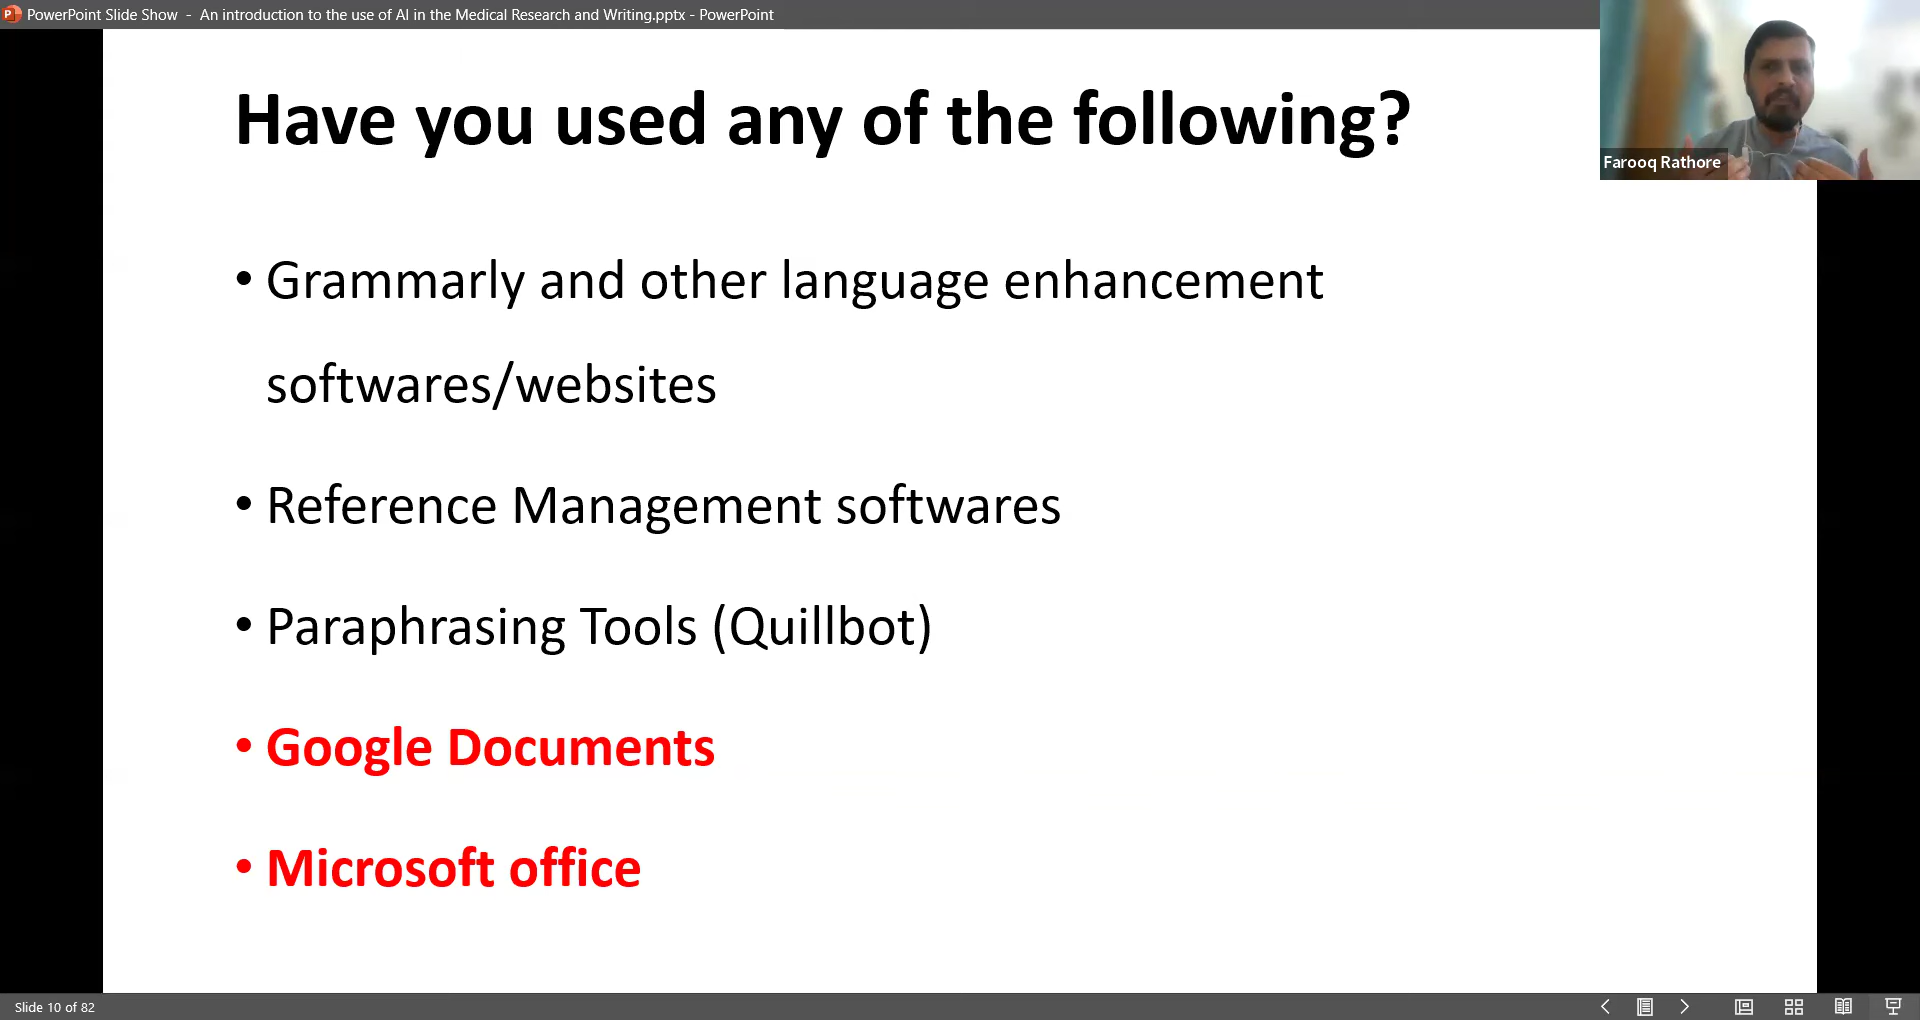 PowerPoint Slide Show - An introduction to the use of AI in the Medical Research and Writing.pptx - PowerPoint
Have you used any of the following?
Farooq Rathore
• Grammarly and other language enhancement
softwares/websites
• Reference Management softwares
• Paraphrasing Tools (Quillbot)
• Google Documents
• Microsoft office
Slide 10 of 82